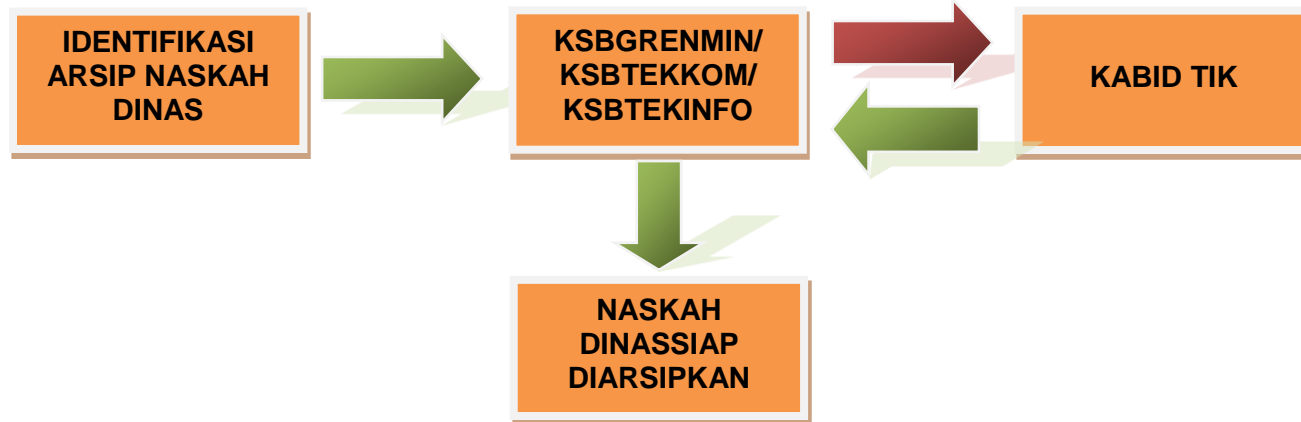 IDENTIFIKASI
ARSIP NASKAH
DINAS
KSBGRENMIN/
KSBTEKKOM/
KSBTEKINFO
KABID TIK
NASKAH
DINASSIAP
DIARSIPKAN